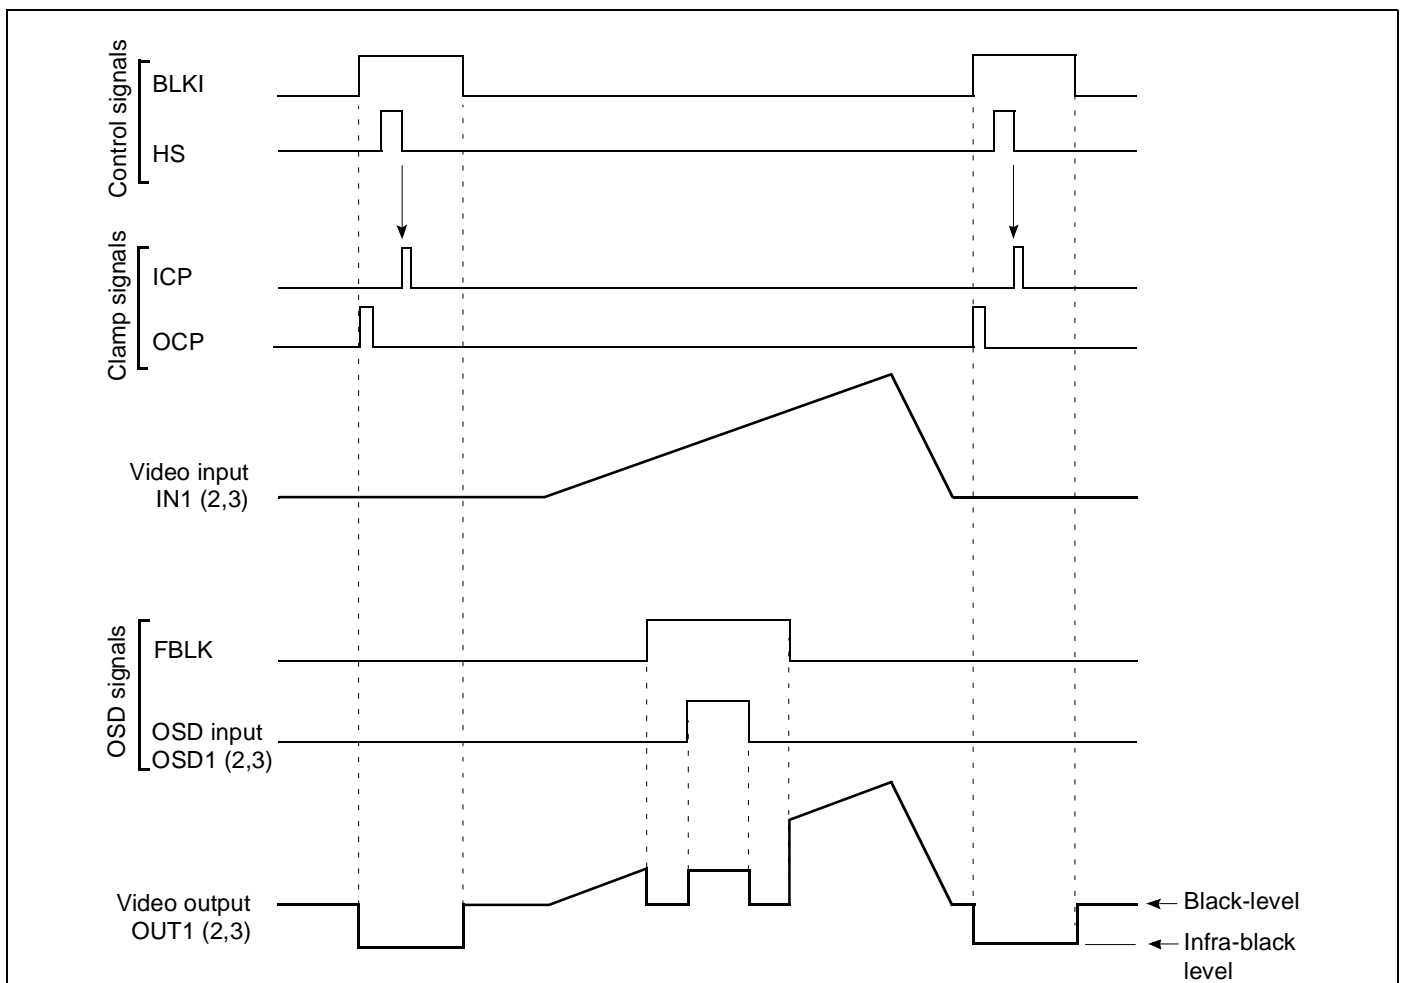 Control signals
BLKI
HS
Clamp signals
ICP
OCP
Video input
IN1 (2,3)
OSD signals
FBLK
OSD input
OSD1 (2,3)
Video output
OUT1 (2,3)
Black-level
Infra-black
level